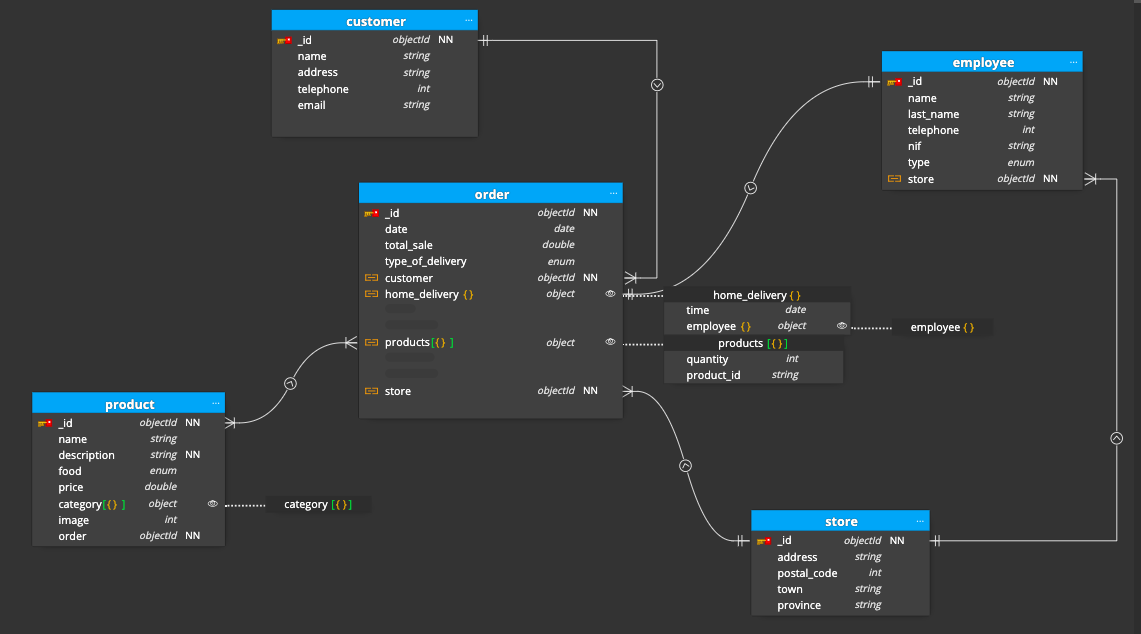 customer ...
_id objectId NN
name string
address string
telephone int
email string
employee ...
_id objectId NN
name string
last_name string
telephone int
nif string
type enum
store objectId NN
order ...
_id objectId NN
date date
total_sale double
type_of_delivery enum
customer objectId NN
home_delivery {} object
products[{} ] object
store objectId NN
home_delivery {}
time date
employee {} object
employee {}
products [{}]
quantity int
product_id string
product ...
_id objectId NN
name string
description string NN
food enum
price double
category[{} ] object
image int
order objectId NN
category [{}]
store ...
_id objectId NN
address string
postal_code int
town string
province string